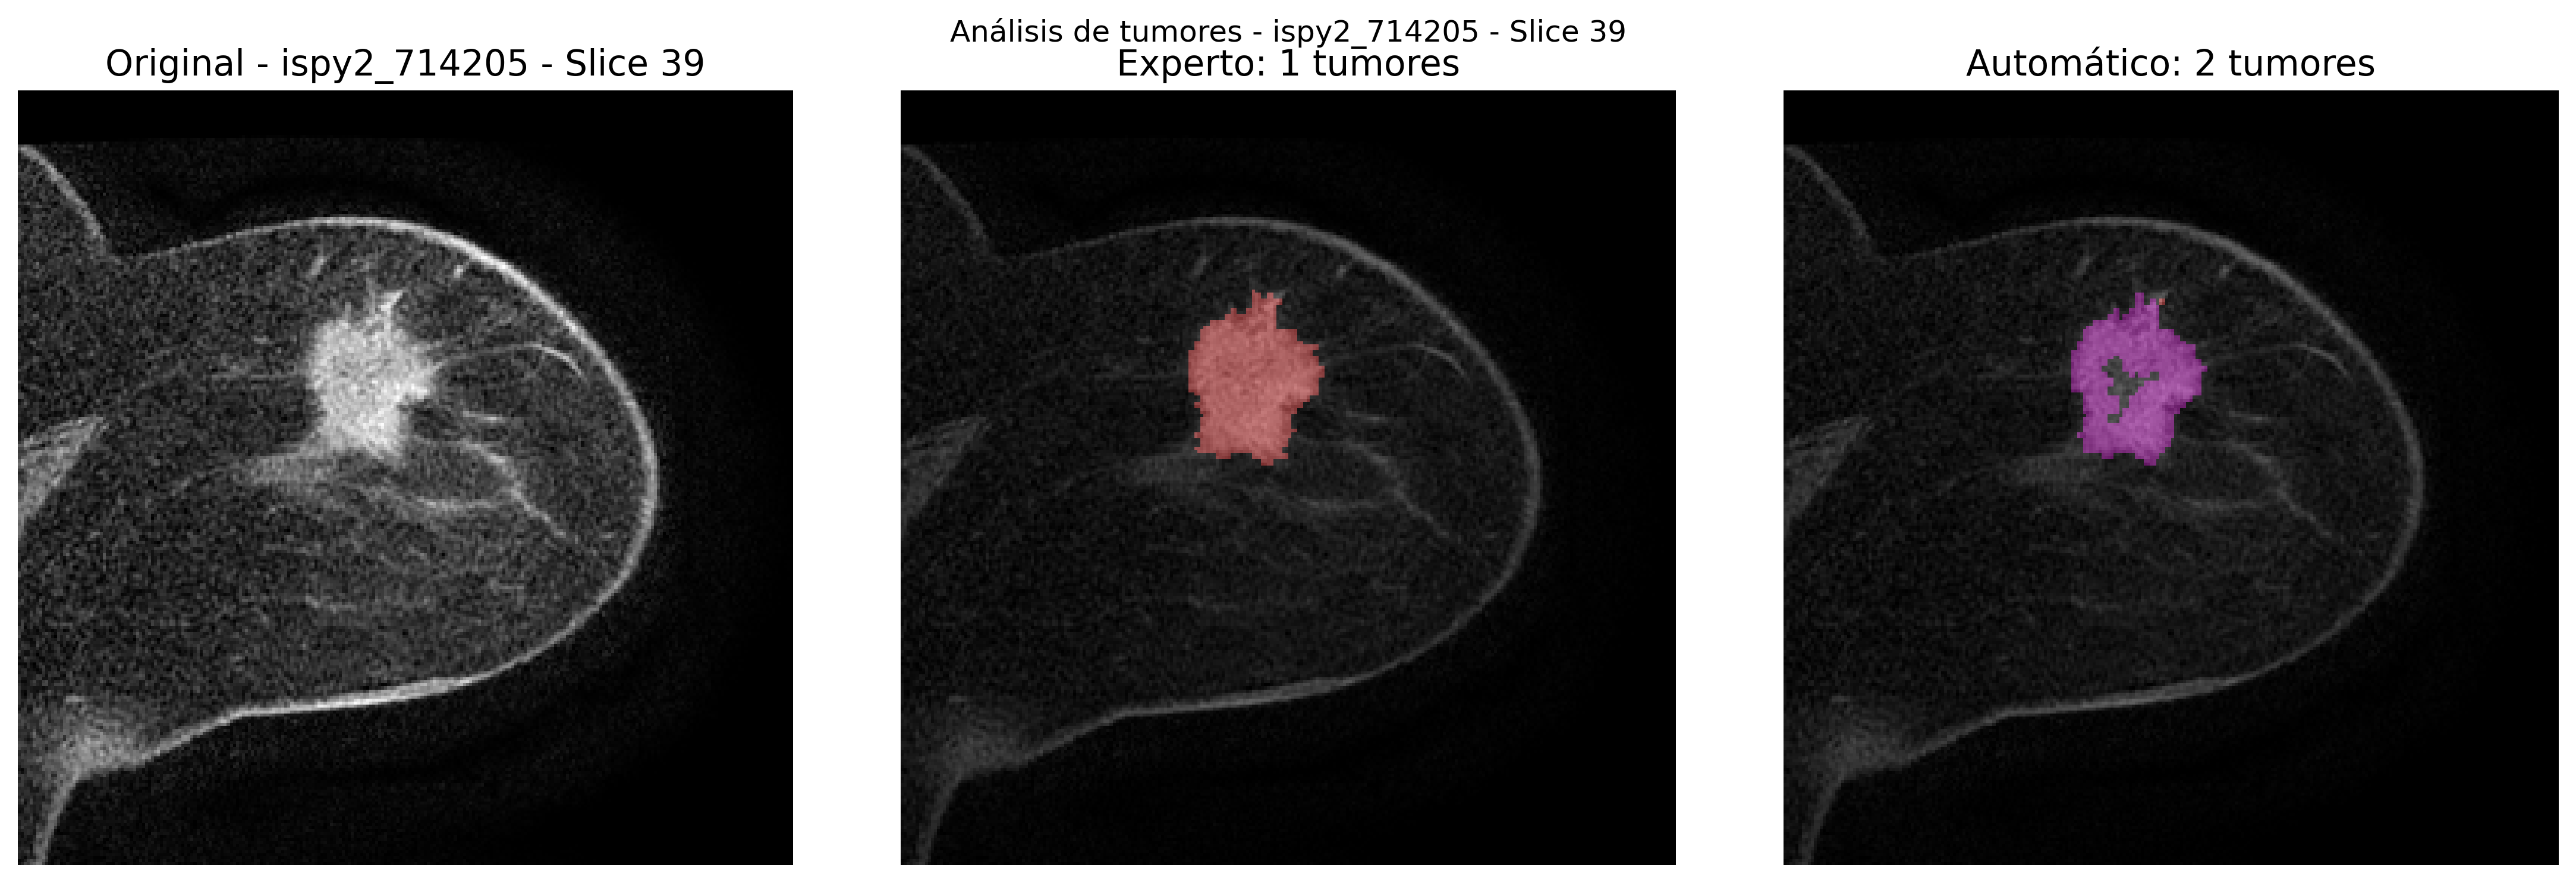 Análisis de tumores - ispy2_714205 - Slice 39
Original - ispy2_714205 - Slice 39
Experto: 1 tumores
Automático: 2 tumores